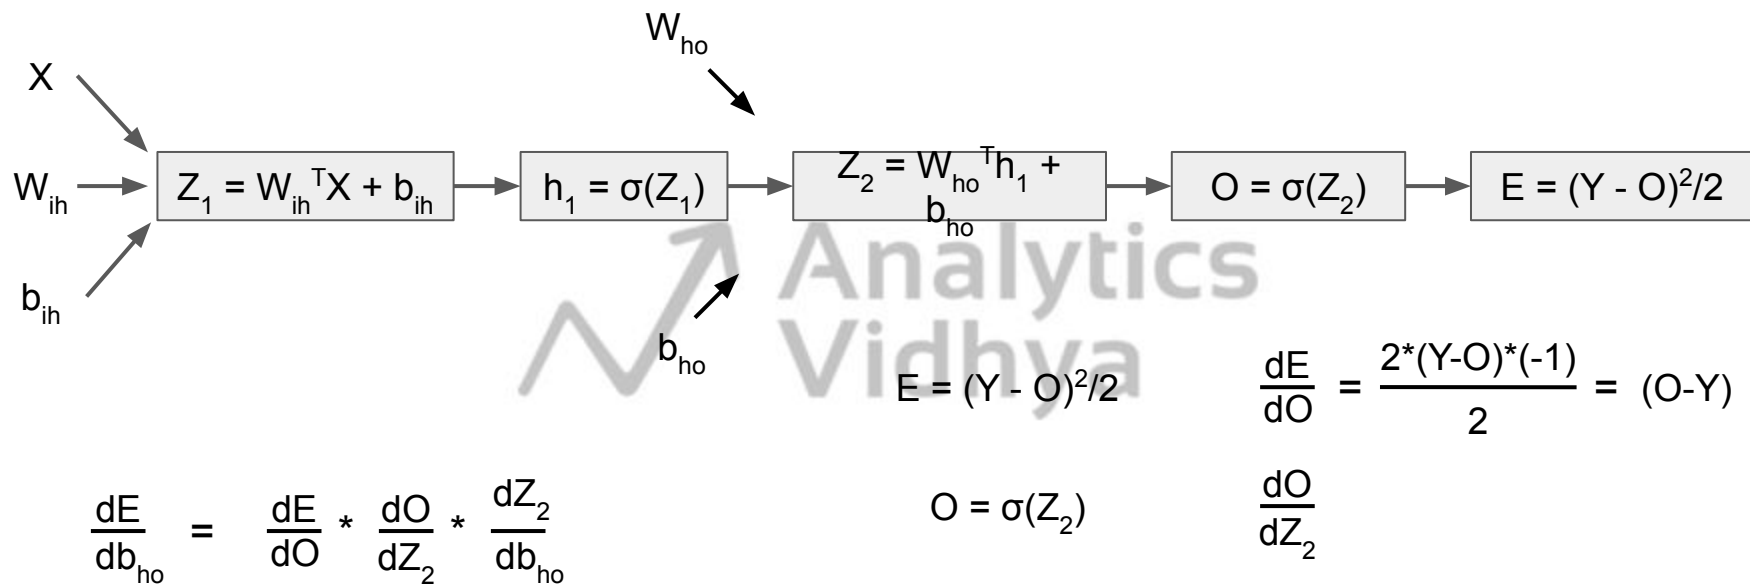 W_ho
X
W_ih
b_ih
Z_1 = W_ih^T X + b_ih
h_1 = σ(Z_1)
Z_2 = W_ho^T h_1 +
b_ho
O = σ(Z_2)
E = (Y - O)^2/2
b_ho
Analytics
Vidhya
E = (Y - O)^2/2
dE/dO = 2*(Y-O)*(-1)/2 = (O-Y)
dE/db_ho = dE/dO * dO/dZ_2 * dZ_2/db_ho
O = σ(Z_2)
dO/dZ_2